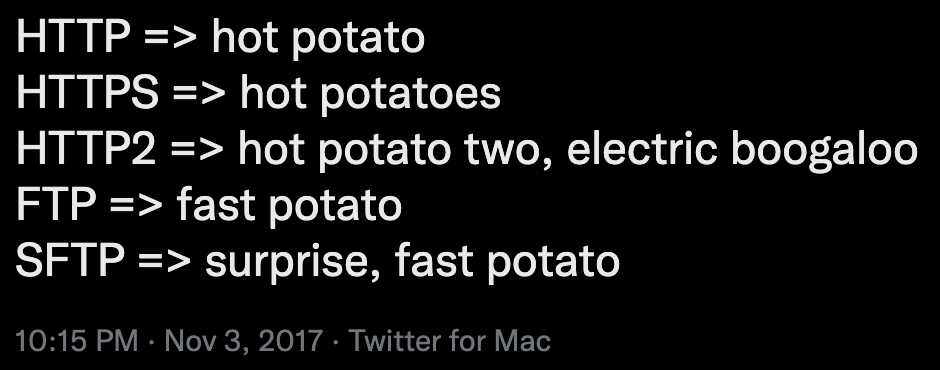 HTTP => hot potato
HTTPS => hot potatoes
HTTP2 => hot potato two, electric boogaloo
FTP => fast potato
SFTP => surprise, fast potato
10:15 PM · Nov 3, 2017 · Twitter for Mac